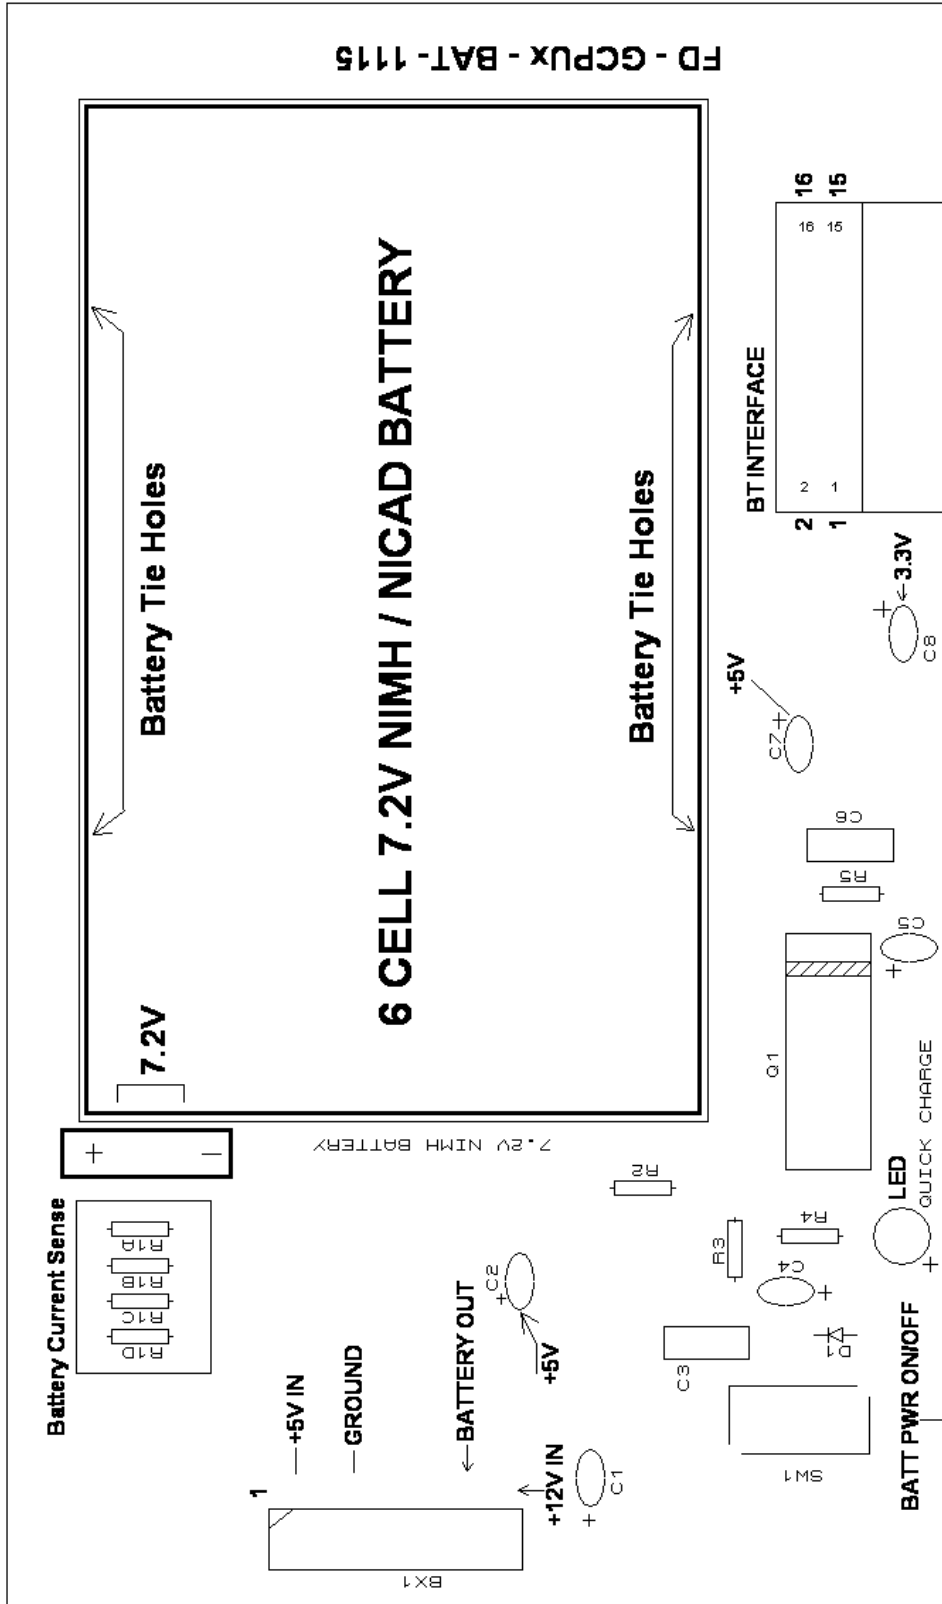 FD - GCPUx - BAT- 1115
6 CELL 7.2V NIMH / NICAD BATTERY
Battery Tie Holes
Battery Tie Holes
7.2V
7.2V NIMH BATTERY
+
−
Battery Current Sense
R1A
R1B
R1C
R1D
1
+5V IN
GROUND
BATTERY OUT
+12V IN
BX1
C1
+
C2
+
+5V
R2
R3
R4
C4
+
C3
D1
SW1
BATT PWR ON/OFF
LED
+
QUICK CHARGE
Q1
C5
+
R5
C6
C7
+
+5V
C8
+
3.3V
BT INTERFACE
2
1
2
1
16
15
16
15